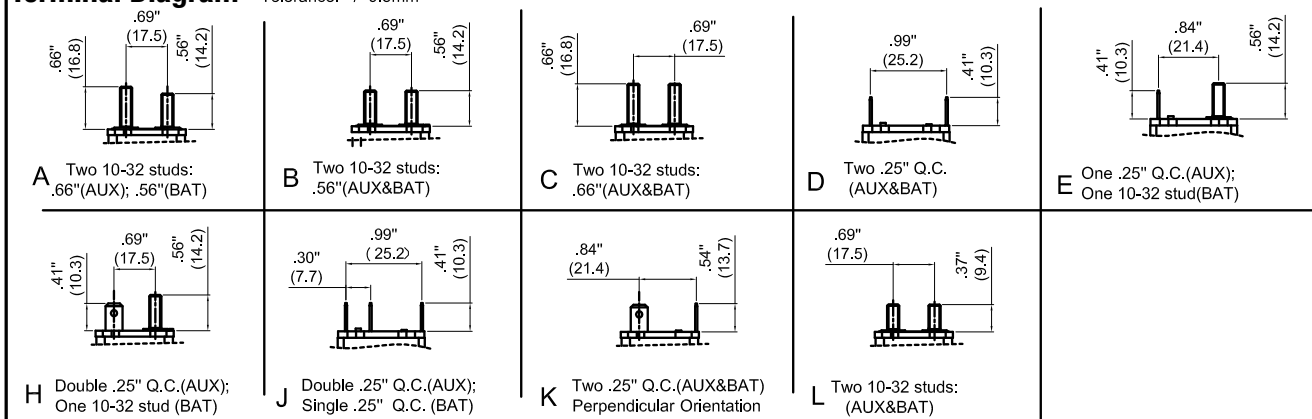 .69"
(17.5)
.66"
(16.8)
.56"
(14.2)
A Two 10-32 studs:
.66"(AUX); .56"(BAT)
.69"
(17.5)
.56"
(14.2)
B Two 10-32 studs:
.56"(AUX&BAT)
.66"
(16.8)
.69"
(17.5)
C Two 10-32 studs:
.66"(AUX&BAT)
.99"
(25.2)
.41"
(10.3)
D Two .25" Q.C.
(AUX&BAT)
.41"
(10.3)
.84"
(21.4)
.56"
(14.2)
E One .25" Q.C.(AUX);
One 10-32 stud(BAT)
.41"
(10.3)
.69"
(17.5)
.56"
(14.2)
H Double .25" Q.C.(AUX);
One 10-32 stud (BAT)
.30"
(7.7)
.99"
(25.2)
.41"
(10.3)
J Double .25" Q.C.(AUX);
Single .25" Q.C. (BAT)
.84"
(21.4)
.54"
(13.7)
K Two .25" Q.C.(AUX&BAT)
Perpendicular Orientation
.69"
(17.5)
.37"
(9.4)
L Two 10-32 studs:
(AUX&BAT)